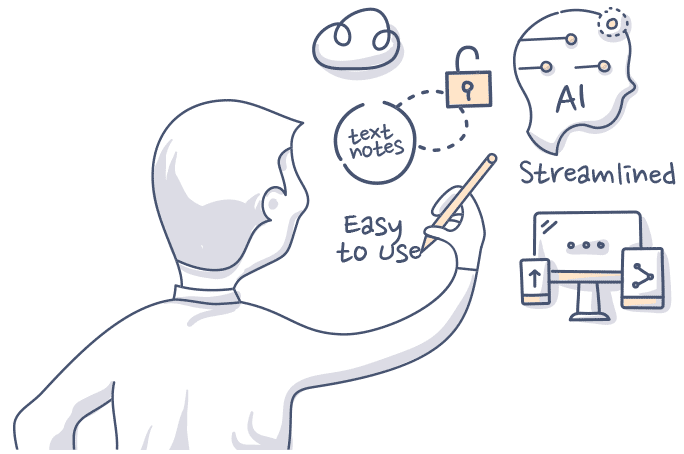 AI
text
notes
Streamlined
Easy
to use